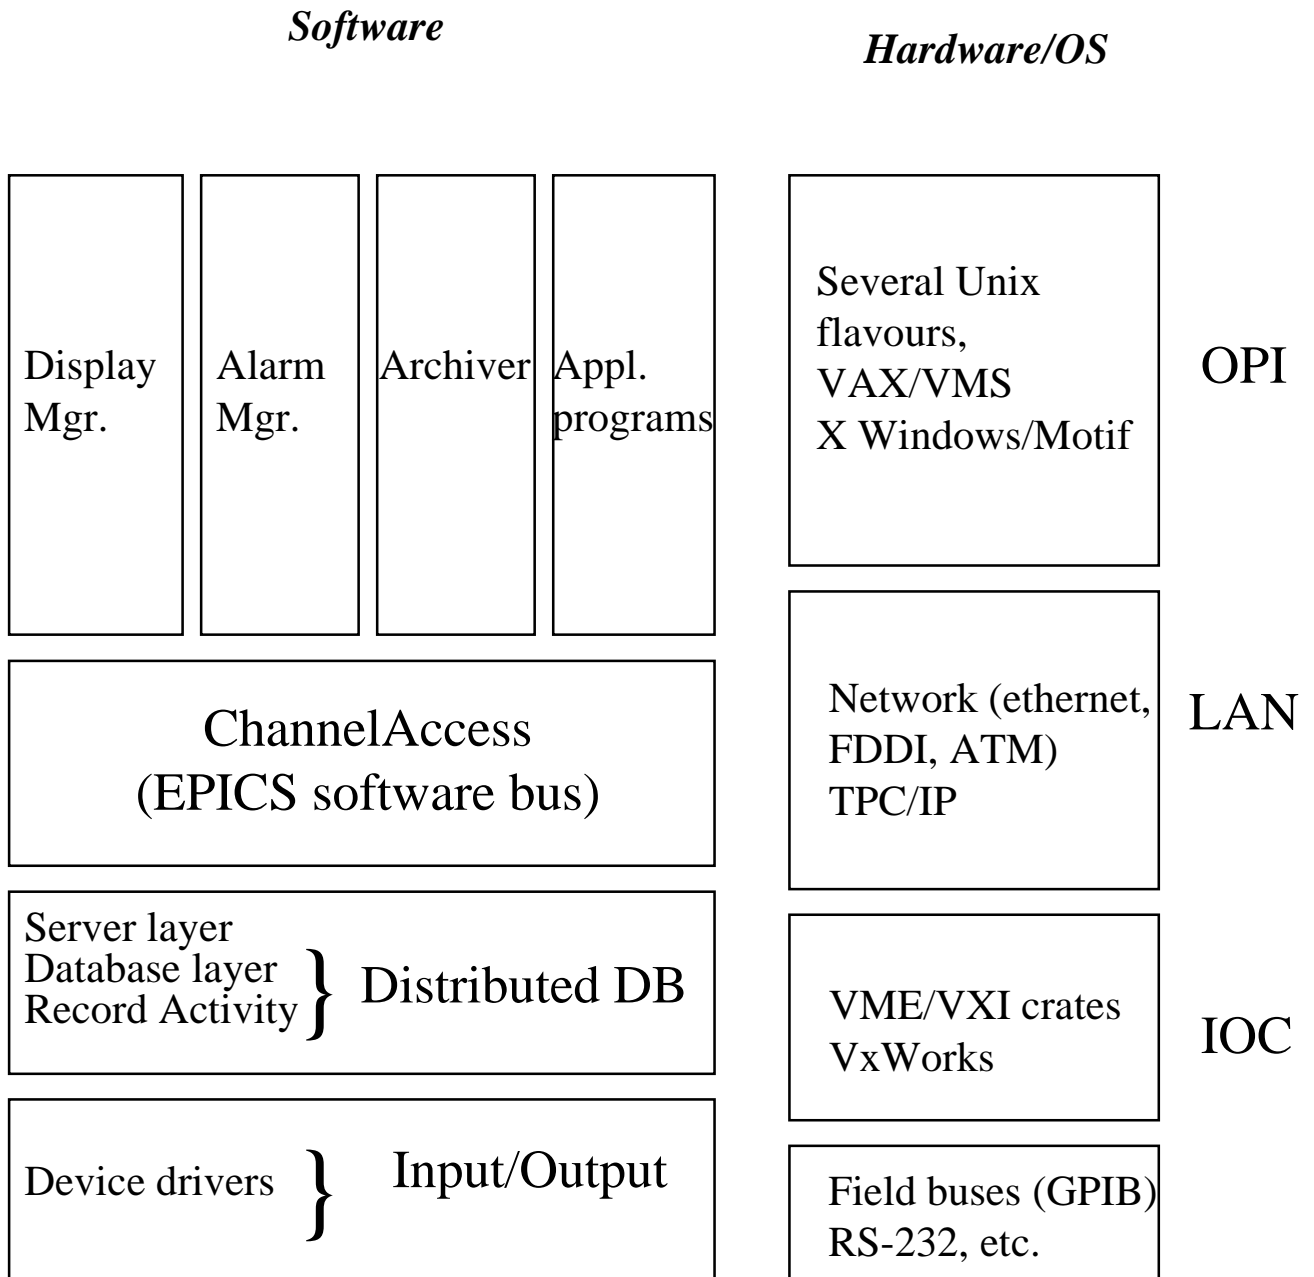 Software
Hardware/OS
Display
Mgr.
Alarm
Mgr.
Archiver
Appl.
programs
Several Unix
flavours,
VAX/VMS
X Windows/Motif
OPI
ChannelAccess
(EPICS software bus)
Network (ethernet,
FDDI, ATM)
TPC/IP
LAN
Server layer
Database layer
Record Activity
} Distributed DB
VME/VXI crates
VxWorks
IOC
Device drivers } Input/Output
Field buses (GPIB)
RS-232, etc.